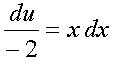 du/-2 = x dx